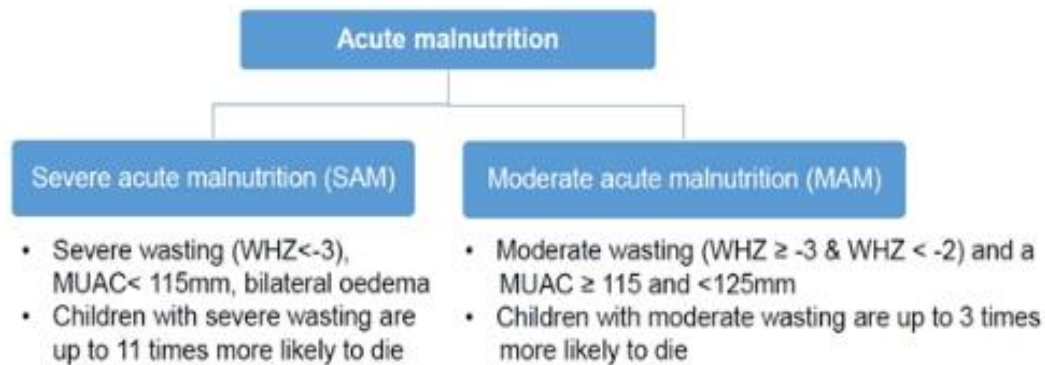 Acute malnutrition
Severe acute malnutrition (SAM)
• Severe wasting (WHZ<-3),
MUAC< 115mm, bilateral oedema
• Children with severe wasting are
up to 11 times more likely to die
Moderate acute malnutrition (MAM)
• Moderate wasting (WHZ ≥ -3 & WHZ < -2) and a
MUAC ≥ 115 and <125mm
• Children with moderate wasting are up to 3 times
more likely to die